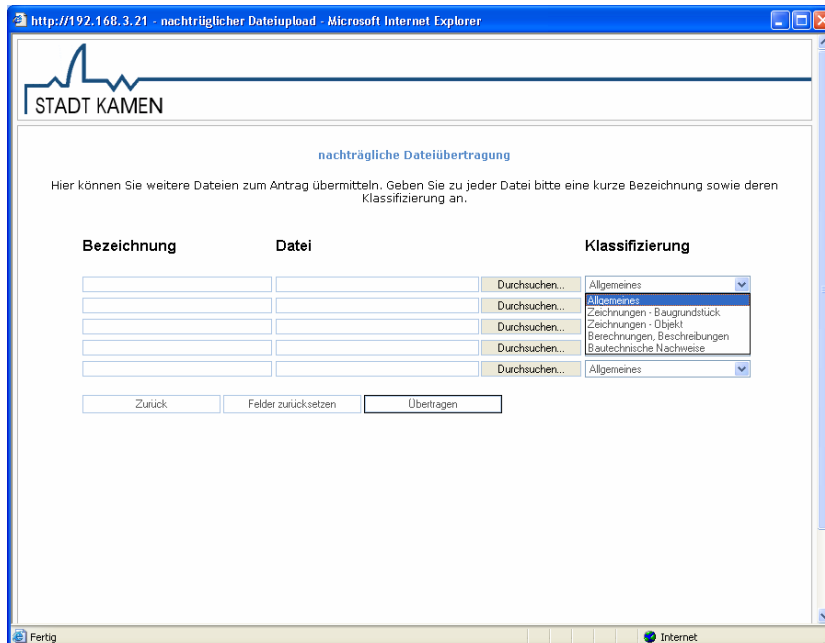 http://192.168.3.21 - nachträglicher Dateiupload - Microsoft Internet Explorer
STADT KAMEN
nachträgliche Dateiübertragung
Hier können Sie weitere Dateien zum Antrag übermitteln. Geben Sie zu jeder Datei bitte eine kurze Bezeichnung sowie deren
Klassifizierung an.
Bezeichnung Datei Klassifizierung
Durchsuchen... Allgemeines
Durchsuchen... Allgemeines
Zeichnungen - Baugrundstück
Durchsuchen... Zeichnungen - Objekt
Berechnungen, Beschreibungen
Durchsuchen... Bautechnische Nachweise
Durchsuchen... Allgemeines
Zurück Felder zurücksetzen Übertragen
Fertig Internet